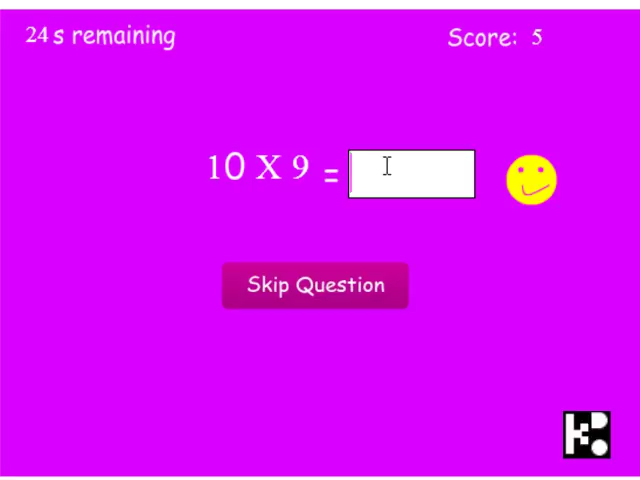 24 s remaining
Score: 5
10 X 9 =
Skip Question